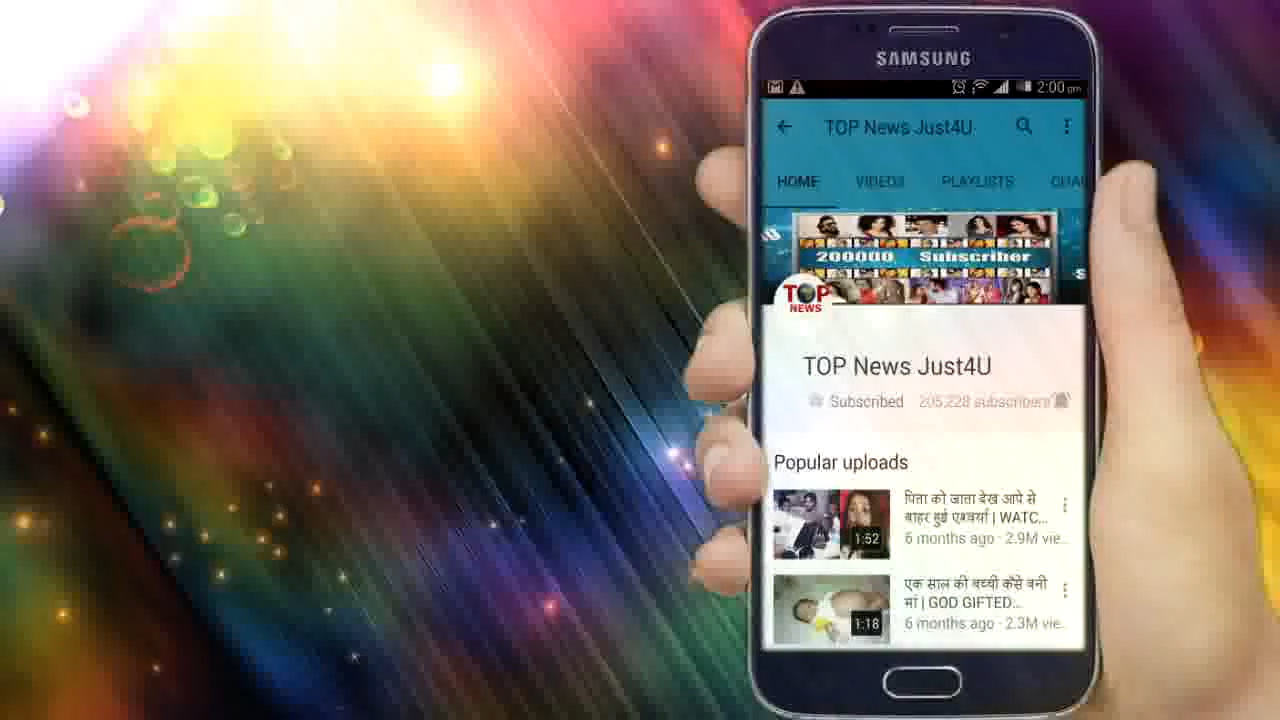 SAMSUNG
2:00 pm
TOP News Just4U
HOME VIDEOS PLAYLISTS CHA
200000 Subscriber
TOP
NEWS
TOP News Just4U
Subscribed 205,228 subscribers
Popular uploads
पिता को जाता देख आपे से
बाहर हुई एश्वर्या | WATC...
1:52
6 months ago · 2.9M vie...
एक साल की बच्ची कैसे बनी
मां | GOD GIFTED...
1:18
6 months ago · 2.3M vie...